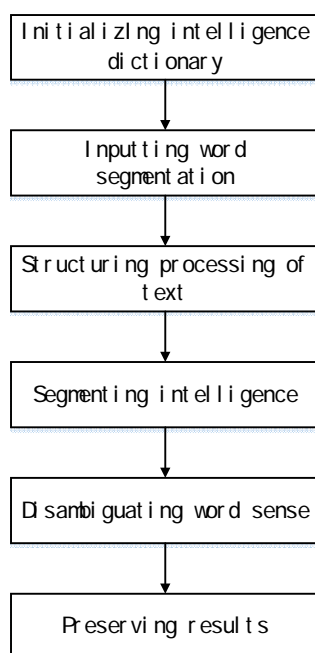 Initializing intelligence
dictionary
Inputting word
segmentation
Structuring processing of
text
Segmenting intelligence
Disambiguating word sense
Preserving results